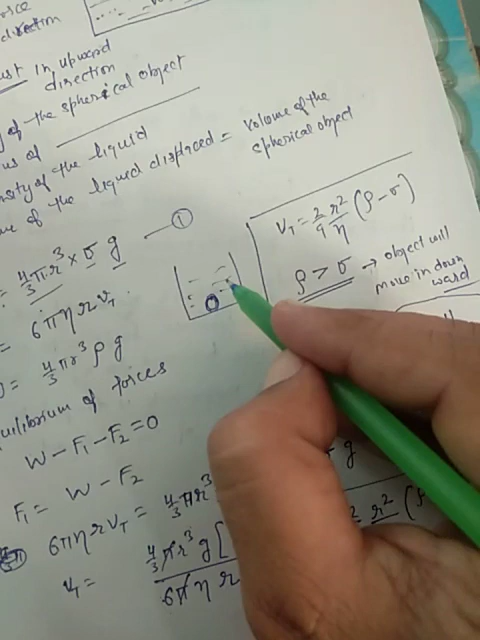 in upward
direction
of the spherical object
of the liquid
of the liquid displaced = volume of the
spherical object
4/3 πr³ × σ g — ①
= 6πηrv_T
4/3 πr³ ρ g
of forces
W - F₁ - F₂ = 0
F₁ = W - F₂
6πηrv_T = 4/3 πr³
v_T = 4/3 πr³ g [
6πηr
V_T = 2/9 r²/η (ρ - σ)
ρ > σ → object will
move in down
ward